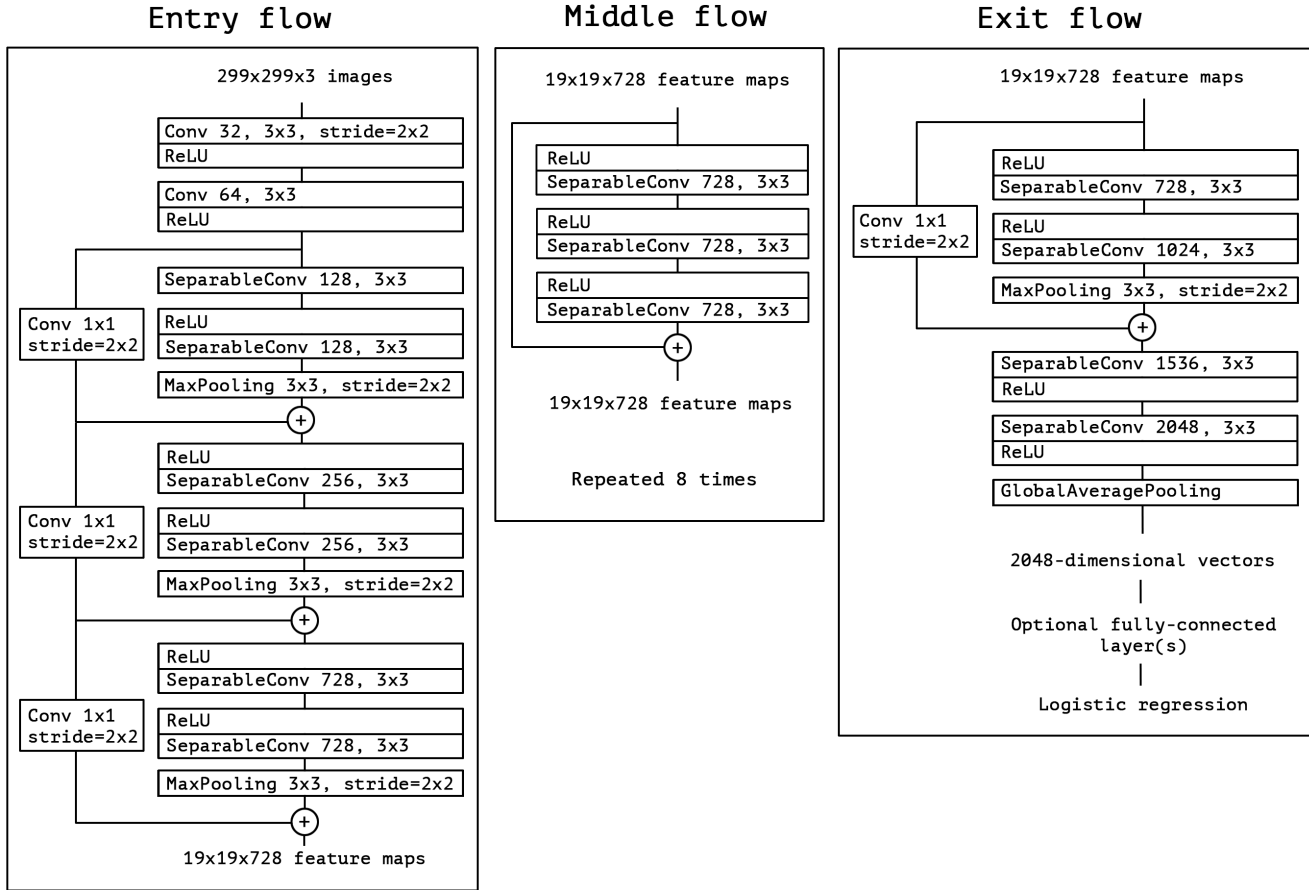 Entry flow
299x299x3 images
Conv 32, 3x3, stride=2x2
ReLU
Conv 64, 3x3
ReLU
SeparableConv 128, 3x3
Conv 1x1
stride=2x2
ReLU
SeparableConv 128, 3x3
MaxPooling 3x3, stride=2x2
+
ReLU
SeparableConv 256, 3x3
Conv 1x1
stride=2x2
ReLU
SeparableConv 256, 3x3
MaxPooling 3x3, stride=2x2
+
ReLU
SeparableConv 728, 3x3
Conv 1x1
stride=2x2
ReLU
SeparableConv 728, 3x3
MaxPooling 3x3, stride=2x2
+
19x19x728 feature maps
Middle flow
19x19x728 feature maps
ReLU
SeparableConv 728, 3x3
ReLU
SeparableConv 728, 3x3
ReLU
SeparableConv 728, 3x3
+
19x19x728 feature maps
Repeated 8 times
Exit flow
19x19x728 feature maps
ReLU
SeparableConv 728, 3x3
Conv 1x1
stride=2x2
ReLU
SeparableConv 1024, 3x3
MaxPooling 3x3, stride=2x2
+
SeparableConv 1536, 3x3
ReLU
SeparableConv 2048, 3x3
ReLU
GlobalAveragePooling
2048-dimensional vectors
Optional fully-connected
layer(s)
Logistic regression